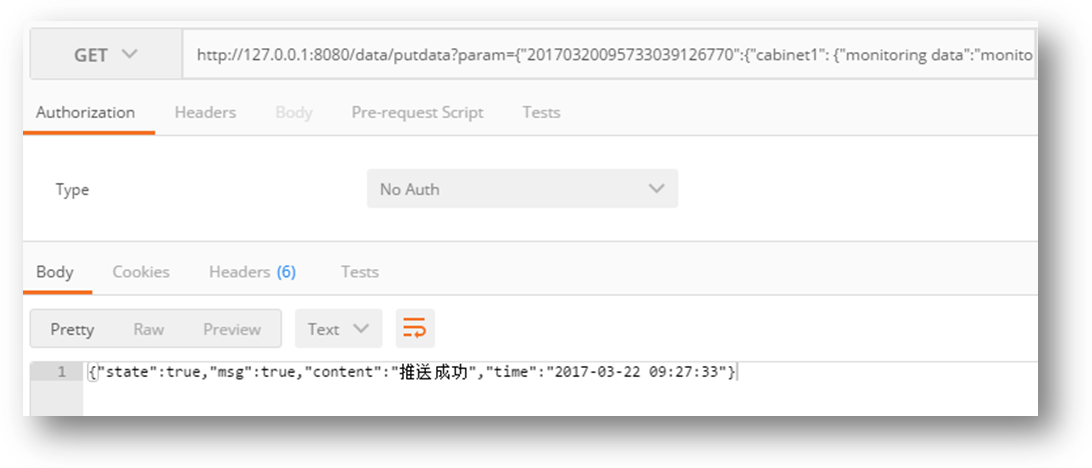 GET http://127.0.0.1:8080/data/putdata?param={"20170320095733039126770":{"cabinet1": {"monitoring data":"monito
Authorization Headers Body Pre-request Script Tests
Type No Auth
Body Cookies Headers (6) Tests
Pretty Raw Preview Text
1 {"state":true,"msg":true,"content":"推送成功","time":"2017-03-22 09:27:33"}